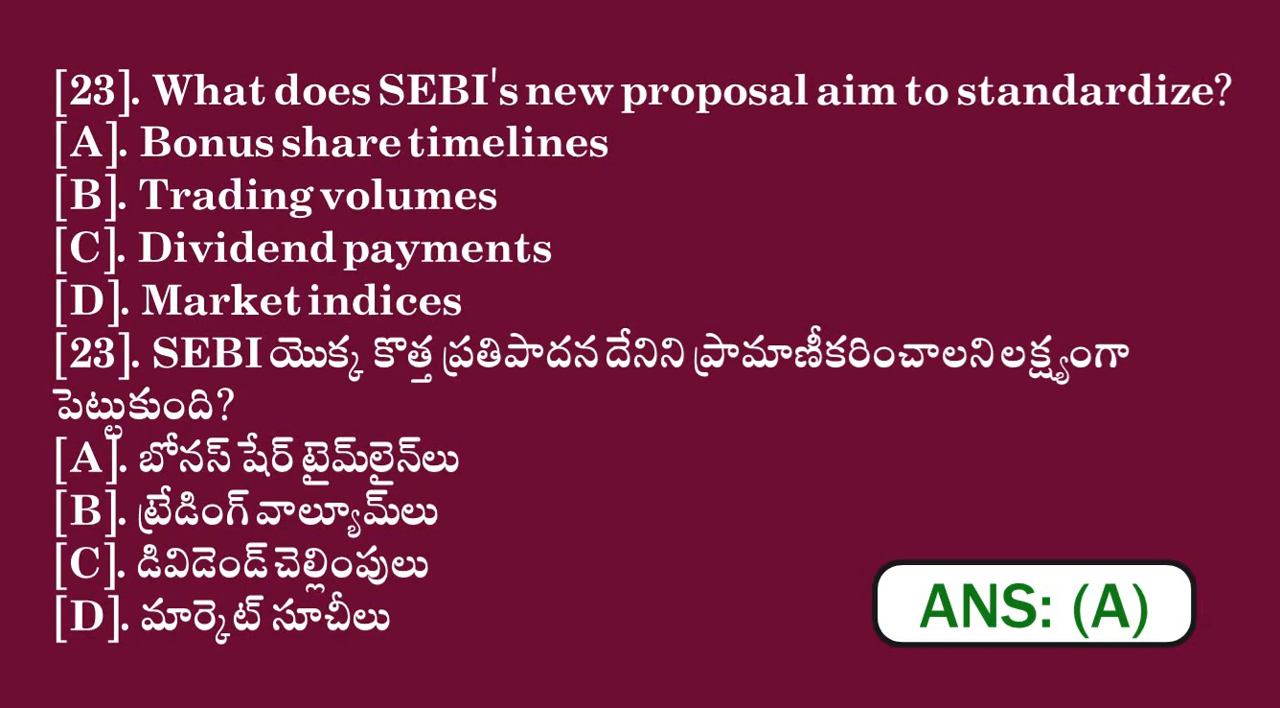 [23]. What does SEBI's new proposal aim to standardize?
[A]. Bonus share timelines
[B]. Trading volumes
[C]. Dividend payments
[D]. Market indices
[23]. SEBI యొక్క కొత్త ప్రతిపాదన దేనిని ప్రామాణీకరించాలని లక్ష్యంగా
పెట్టుకుంది?
[A]. బోనస్ షేర్ టైమ్‌లైన్‌లు
[B]. ట్రేడింగ్ వాల్యూమ్‌లు
[C]. డివిడెండ్ చెల్లింపులు
[D]. మార్కెట్ సూచీలు
ANS: (A)